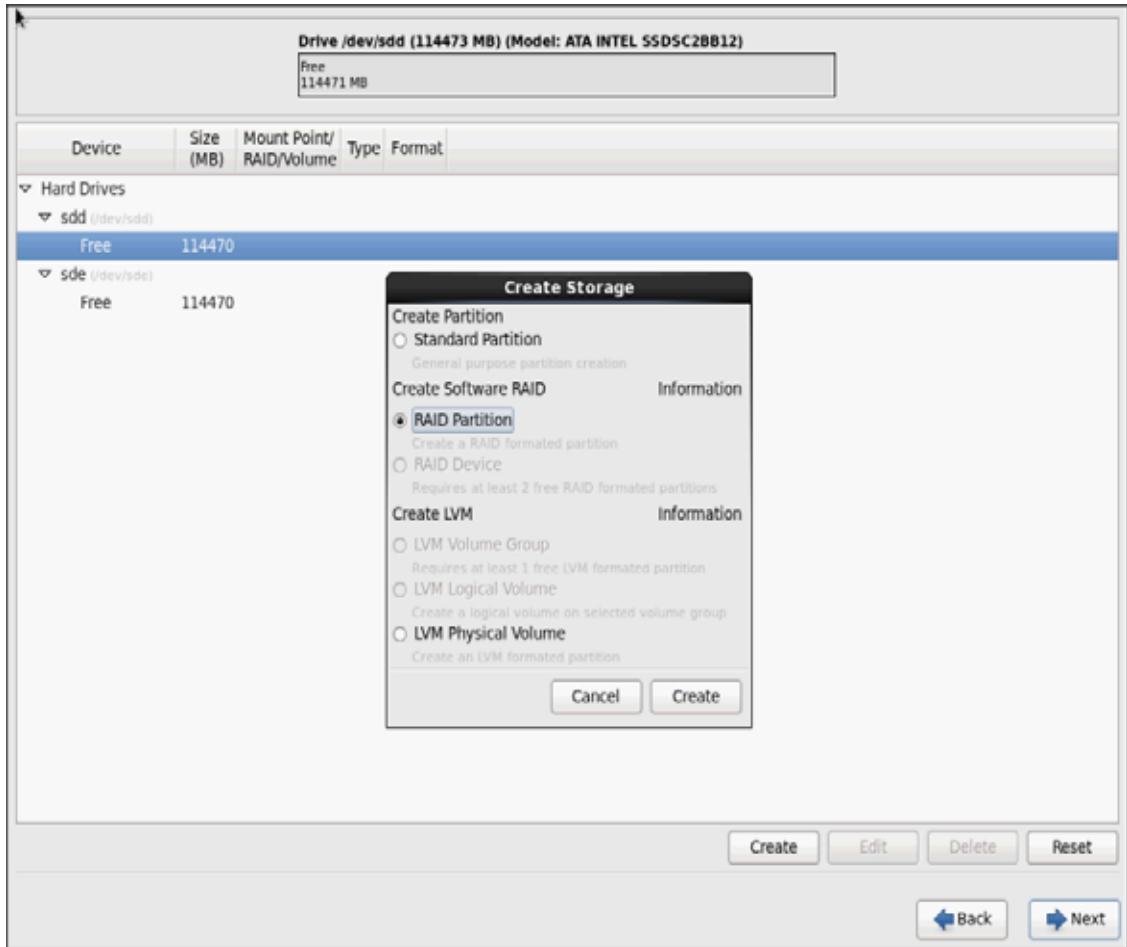 Drive /dev/sdd (114473 MB) (Model: ATA INTEL SSDSC2BB12)
Free
114471 MB
Device Size (MB) Mount Point/ RAID/Volume Type Format
Hard Drives
sdd (/dev/sdd)
Free 114470
sde (/dev/sde)
Free 114470
Create Storage
Create Partition
Standard Partition
General purpose partition creation
Create Software RAID Information
RAID Partition
Create a RAID formated partition
RAID Device
Requires at least 2 free RAID formated partitions
Create LVM Information
LVM Volume Group
Requires at least 1 free LVM formated partition
LVM Logical Volume
Create a logical volume on selected volume group
LVM Physical Volume
Create an LVM formated partition
Cancel Create
Create Edit Delete Reset
Back Next